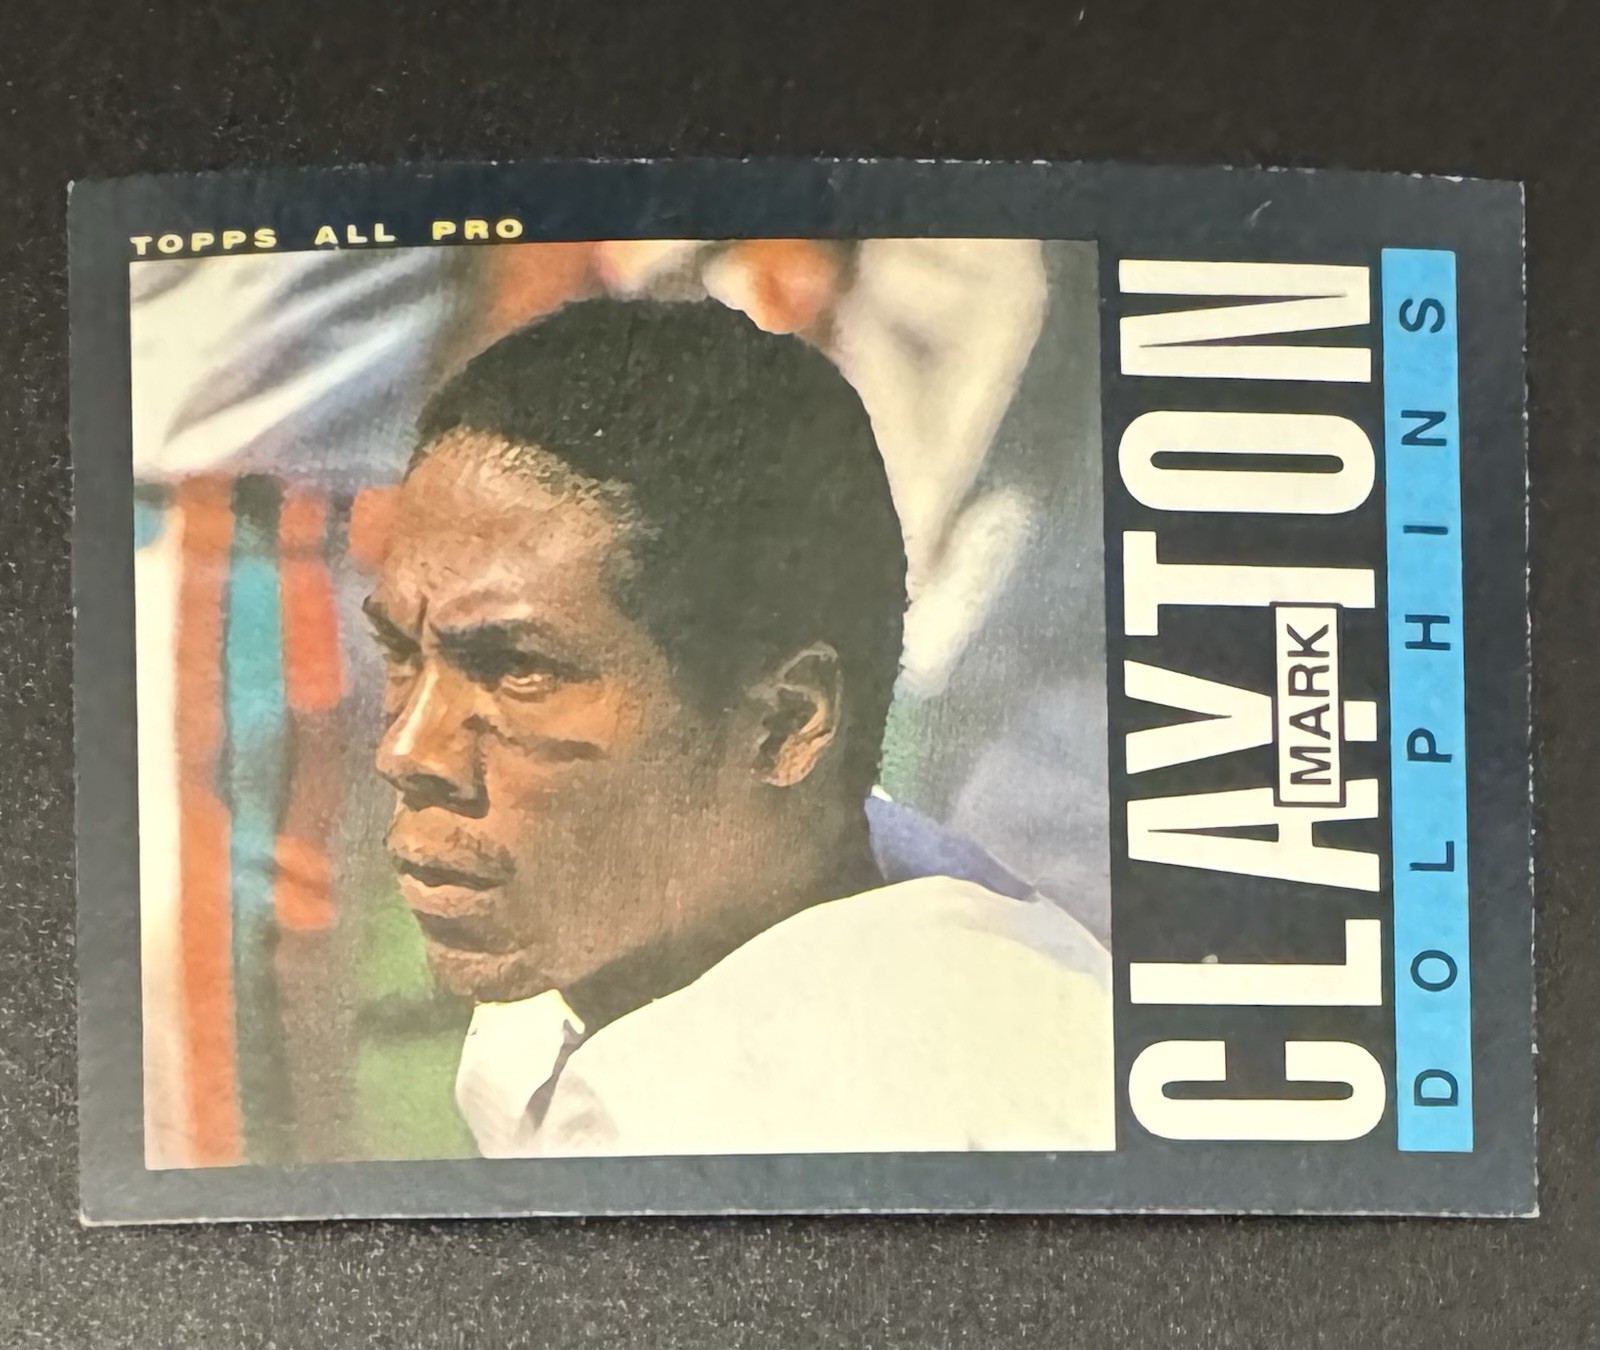 TOPPS ALL PRO
MARK
CLAYTON
DOLPHINS